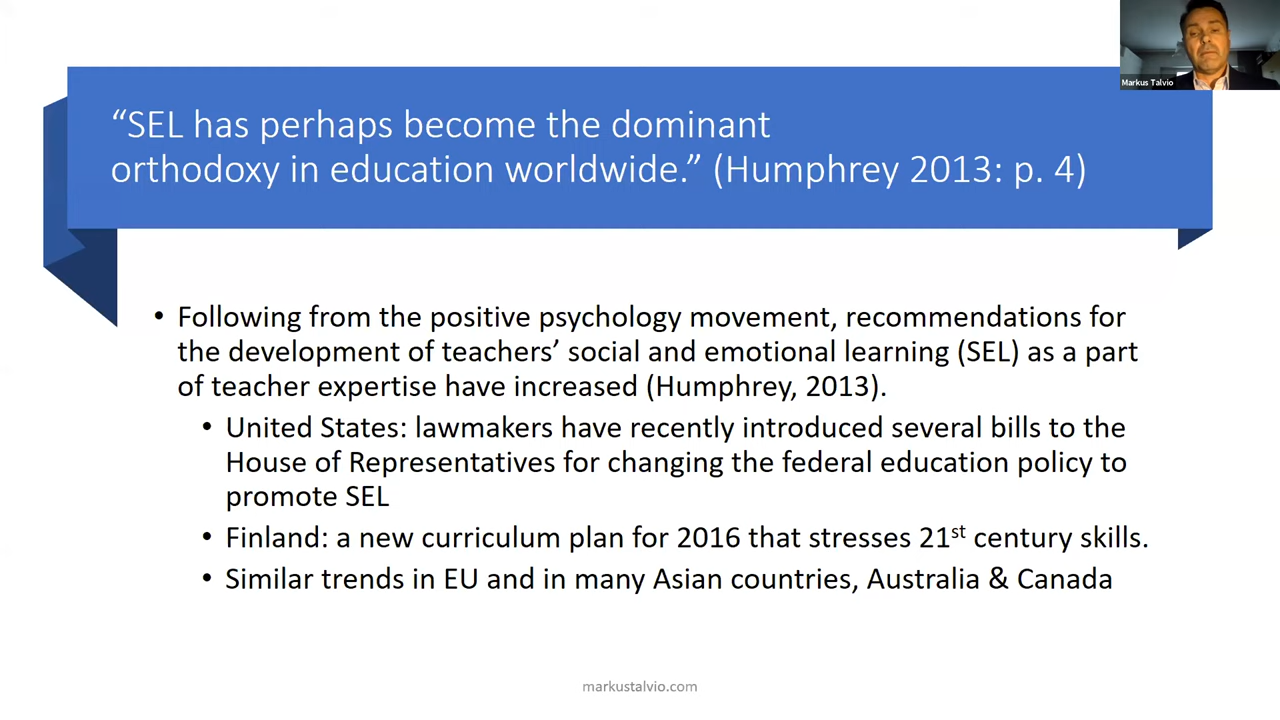 Markus Talvio
“SEL has perhaps become the dominant
orthodoxy in education worldwide.” (Humphrey 2013: p. 4)
• Following from the positive psychology movement, recommendations for
the development of teachers’ social and emotional learning (SEL) as a part
of teacher expertise have increased (Humphrey, 2013).
• United States: lawmakers have recently introduced several bills to the
House of Representatives for changing the federal education policy to
promote SEL
• Finland: a new curriculum plan for 2016 that stresses 21st century skills.
• Similar trends in EU and in many Asian countries, Australia & Canada
markustalvio.com